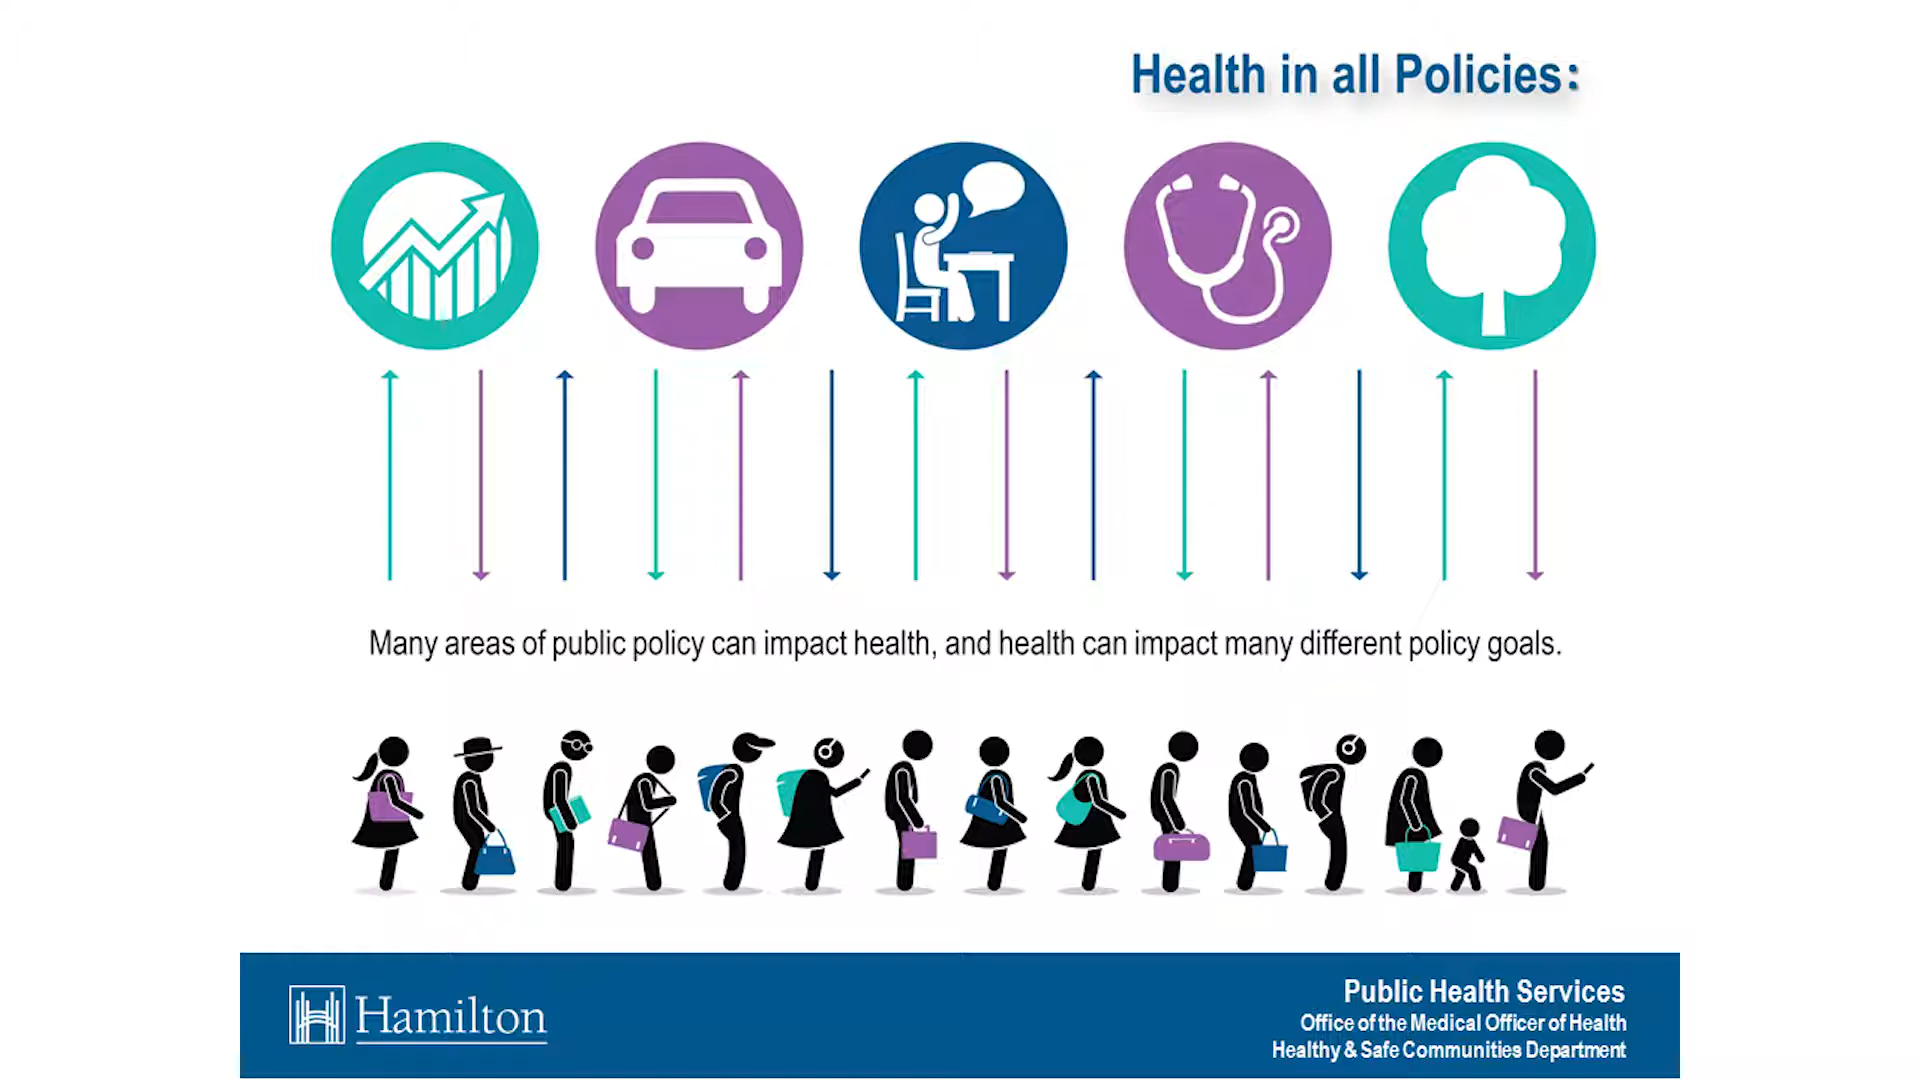 Health in all Policies:
Many areas of public policy can impact health, and health can impact many different policy goals.
Hamilton
Public Health Services
Office of the Medical Officer of Health
Healthy & Safe Communities Department